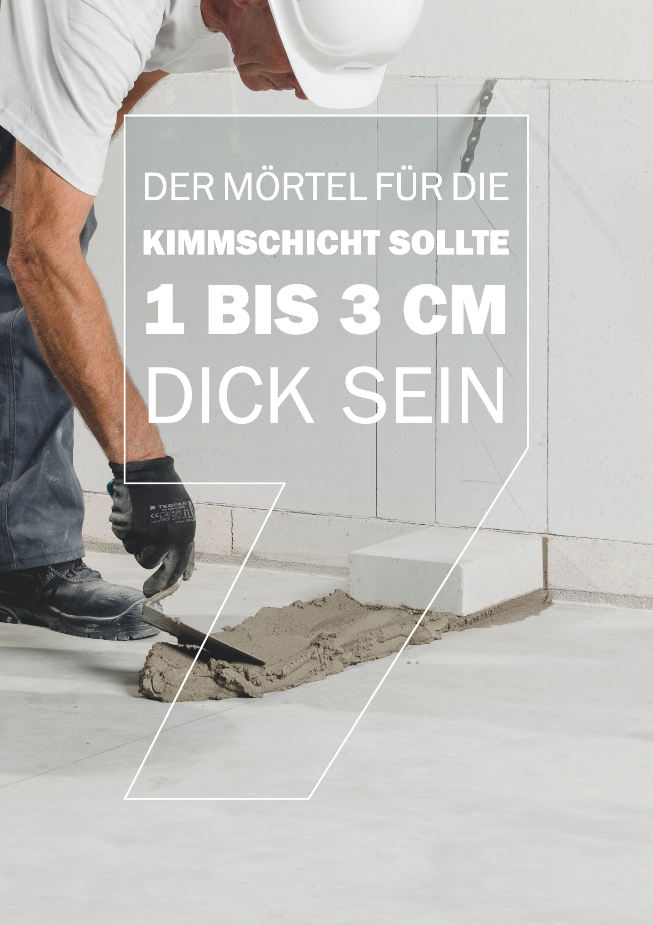 DER MÖRTEL FÜR DIE
KIMMSCHICHT SOLLTE
1 BIS 3 CM
DICK SEIN